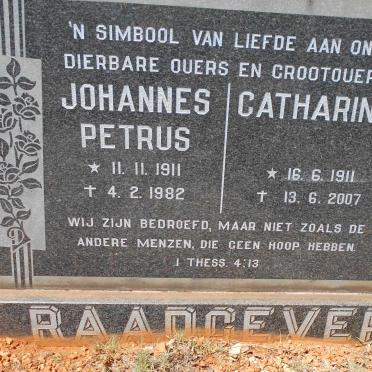 'N SIMBOOL VAN LIEFDE AAN ON
DIERBARE OUERS EN GROOTOUER
JOHANNES
PETRUS
★ 11. 11. 1911
✝ 4. 2. 1982
CATHARIN
★ 16. 6. 1911
✝ 13. 6. 2007
WIJ ZIJN BEDROEFD, MAAR NIET ZOALS DE
ANDERE MENZEN, DIE GEEN HOOP HEBBEN.
I THESS. 4:13
RAADGEVER